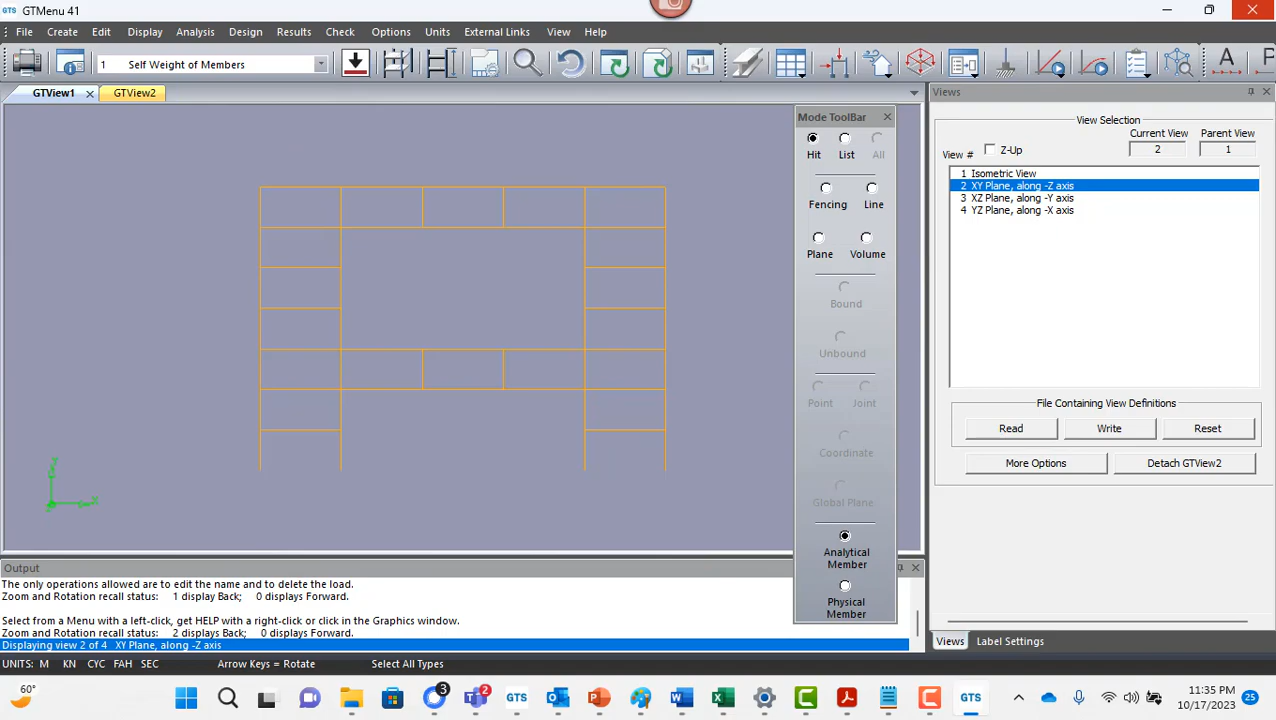 GTS GTMenu 41
File Create Edit Display Analysis Design Results Check Options Units External Links View Help
1 Self Weight of Members
A P
GTView1 GTView2
Mode ToolBar
Hit List All
Fencing Line
Plane Volume
Bound
Unbound
Point Joint
Coordinate
Global Plane
Analytical
Member
Physical
Member
Y
X
Z
Views
View Selection
Current View Parent View
View # Z-Up 2 1
1 Isometric View
2 XY Plane, along -Z axis
3 XZ Plane, along -Y axis
4 YZ Plane, along -X axis
File Containing View Definitions
Read Write Reset
More Options Detach GTView2
Views Label Settings
Output
The only operations allowed are to edit the name and to delete the load.
Zoom and Rotation recall status: 1 display Back; 0 displays Forward.
Select from a Menu with a left-click, get HELP with a right-click or click in the Graphics window.
Zoom and Rotation recall status: 2 displays Back; 0 displays Forward.
Displaying view 2 of 4 XY Plane, along -Z axis
UNITS: M KN CYC FAH SEC Arrow Keys = Rotate Select All Types
60°
3 2 GTS GTS
11:35 PM
10/17/2023
25